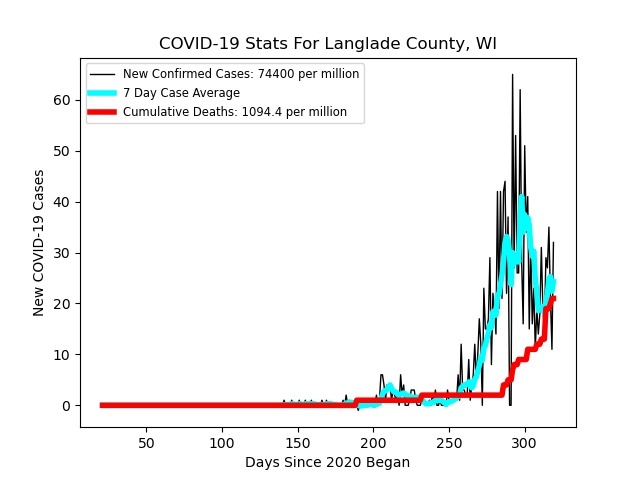 COVID-19 Stats For Langlade County, WI
New Confirmed Cases: 74400 per million
7 Day Case Average
Cumulative Deaths: 1094.4 per million
New COVID-19 Cases
60
50
40
30
20
10
0
50 100 150 200 250 300
Days Since 2020 Began